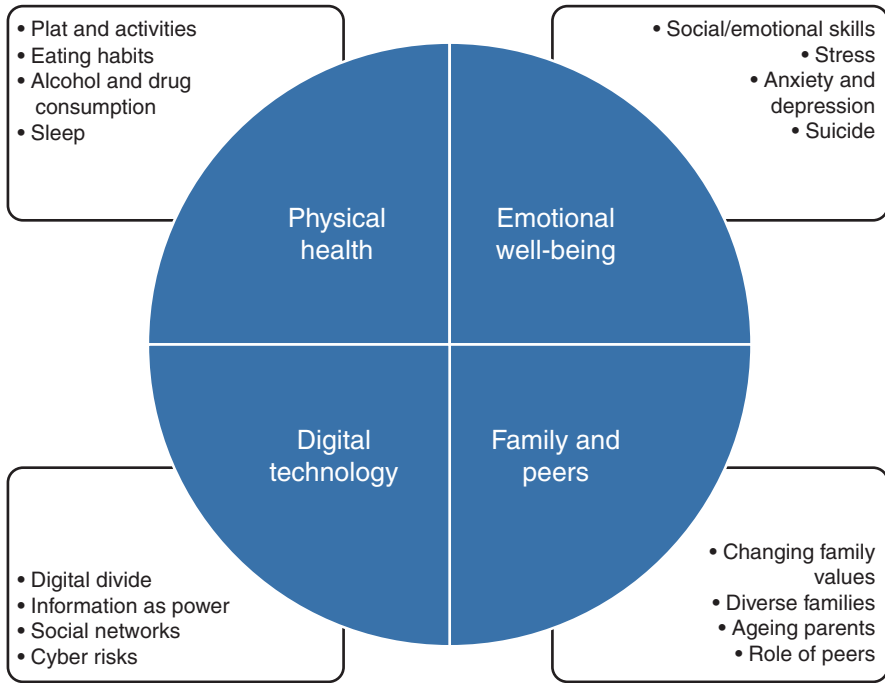 • Plat and activities
• Eating habits
• Alcohol and drug
consumption
• Sleep
• Social/emotional skills
• Stress
• Anxiety and
depression
• Suicide
Physical
health
Emotional
well-being
Digital
technology
Family and
peers
• Digital divide
• Information as power
• Social networks
• Cyber risks
• Changing family
values
• Diverse families
• Ageing parents
• Role of peers